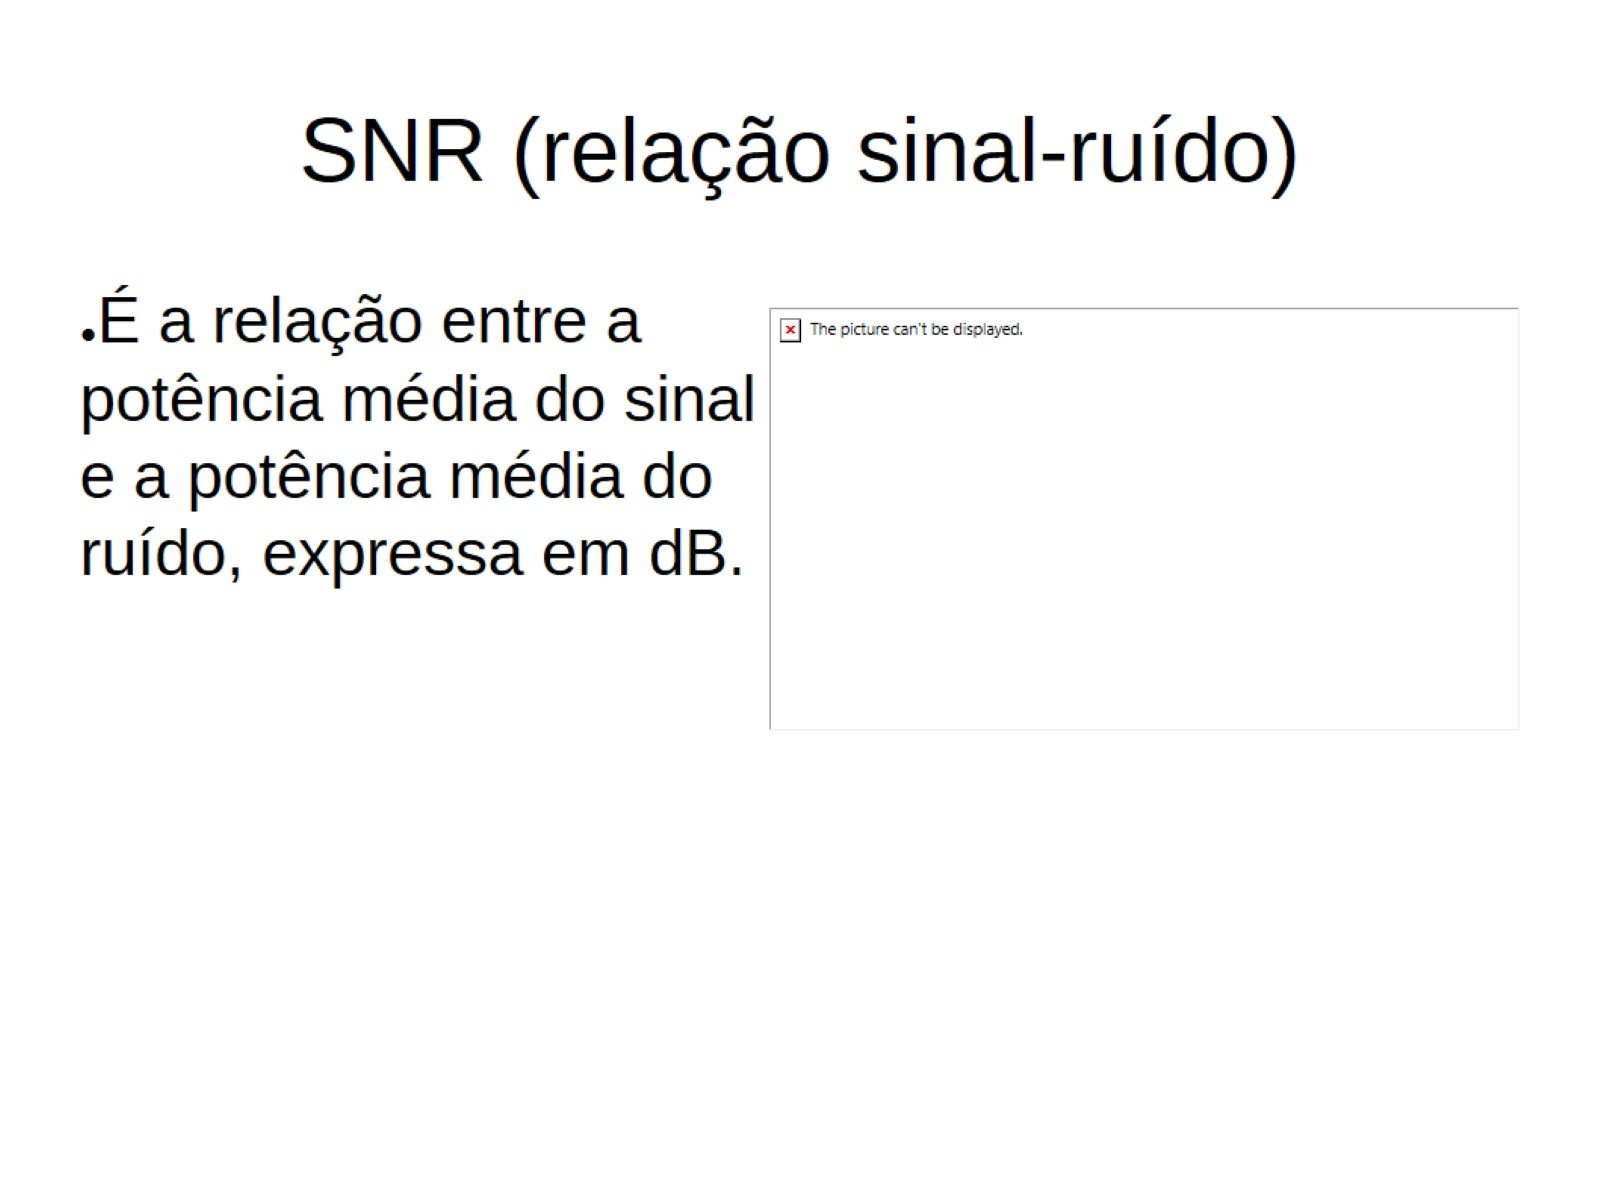 SNR (relação sinal-ruído)
●É a relação entre a
potência média do sinal
e a potência média do
ruído, expressa em dB.
The picture can't be displayed.